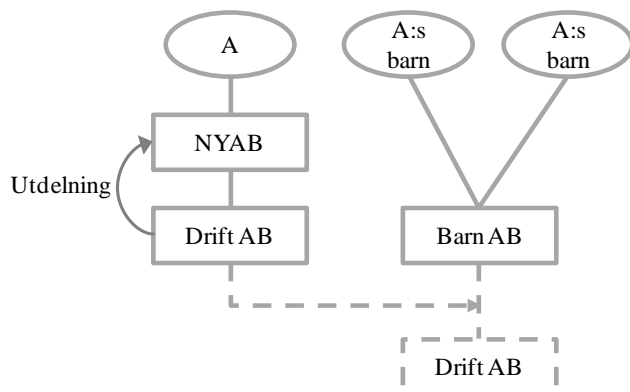 A
A:s
barn
A:s
barn
NYAB
Utdelning
Drift AB
Barn AB
Drift AB